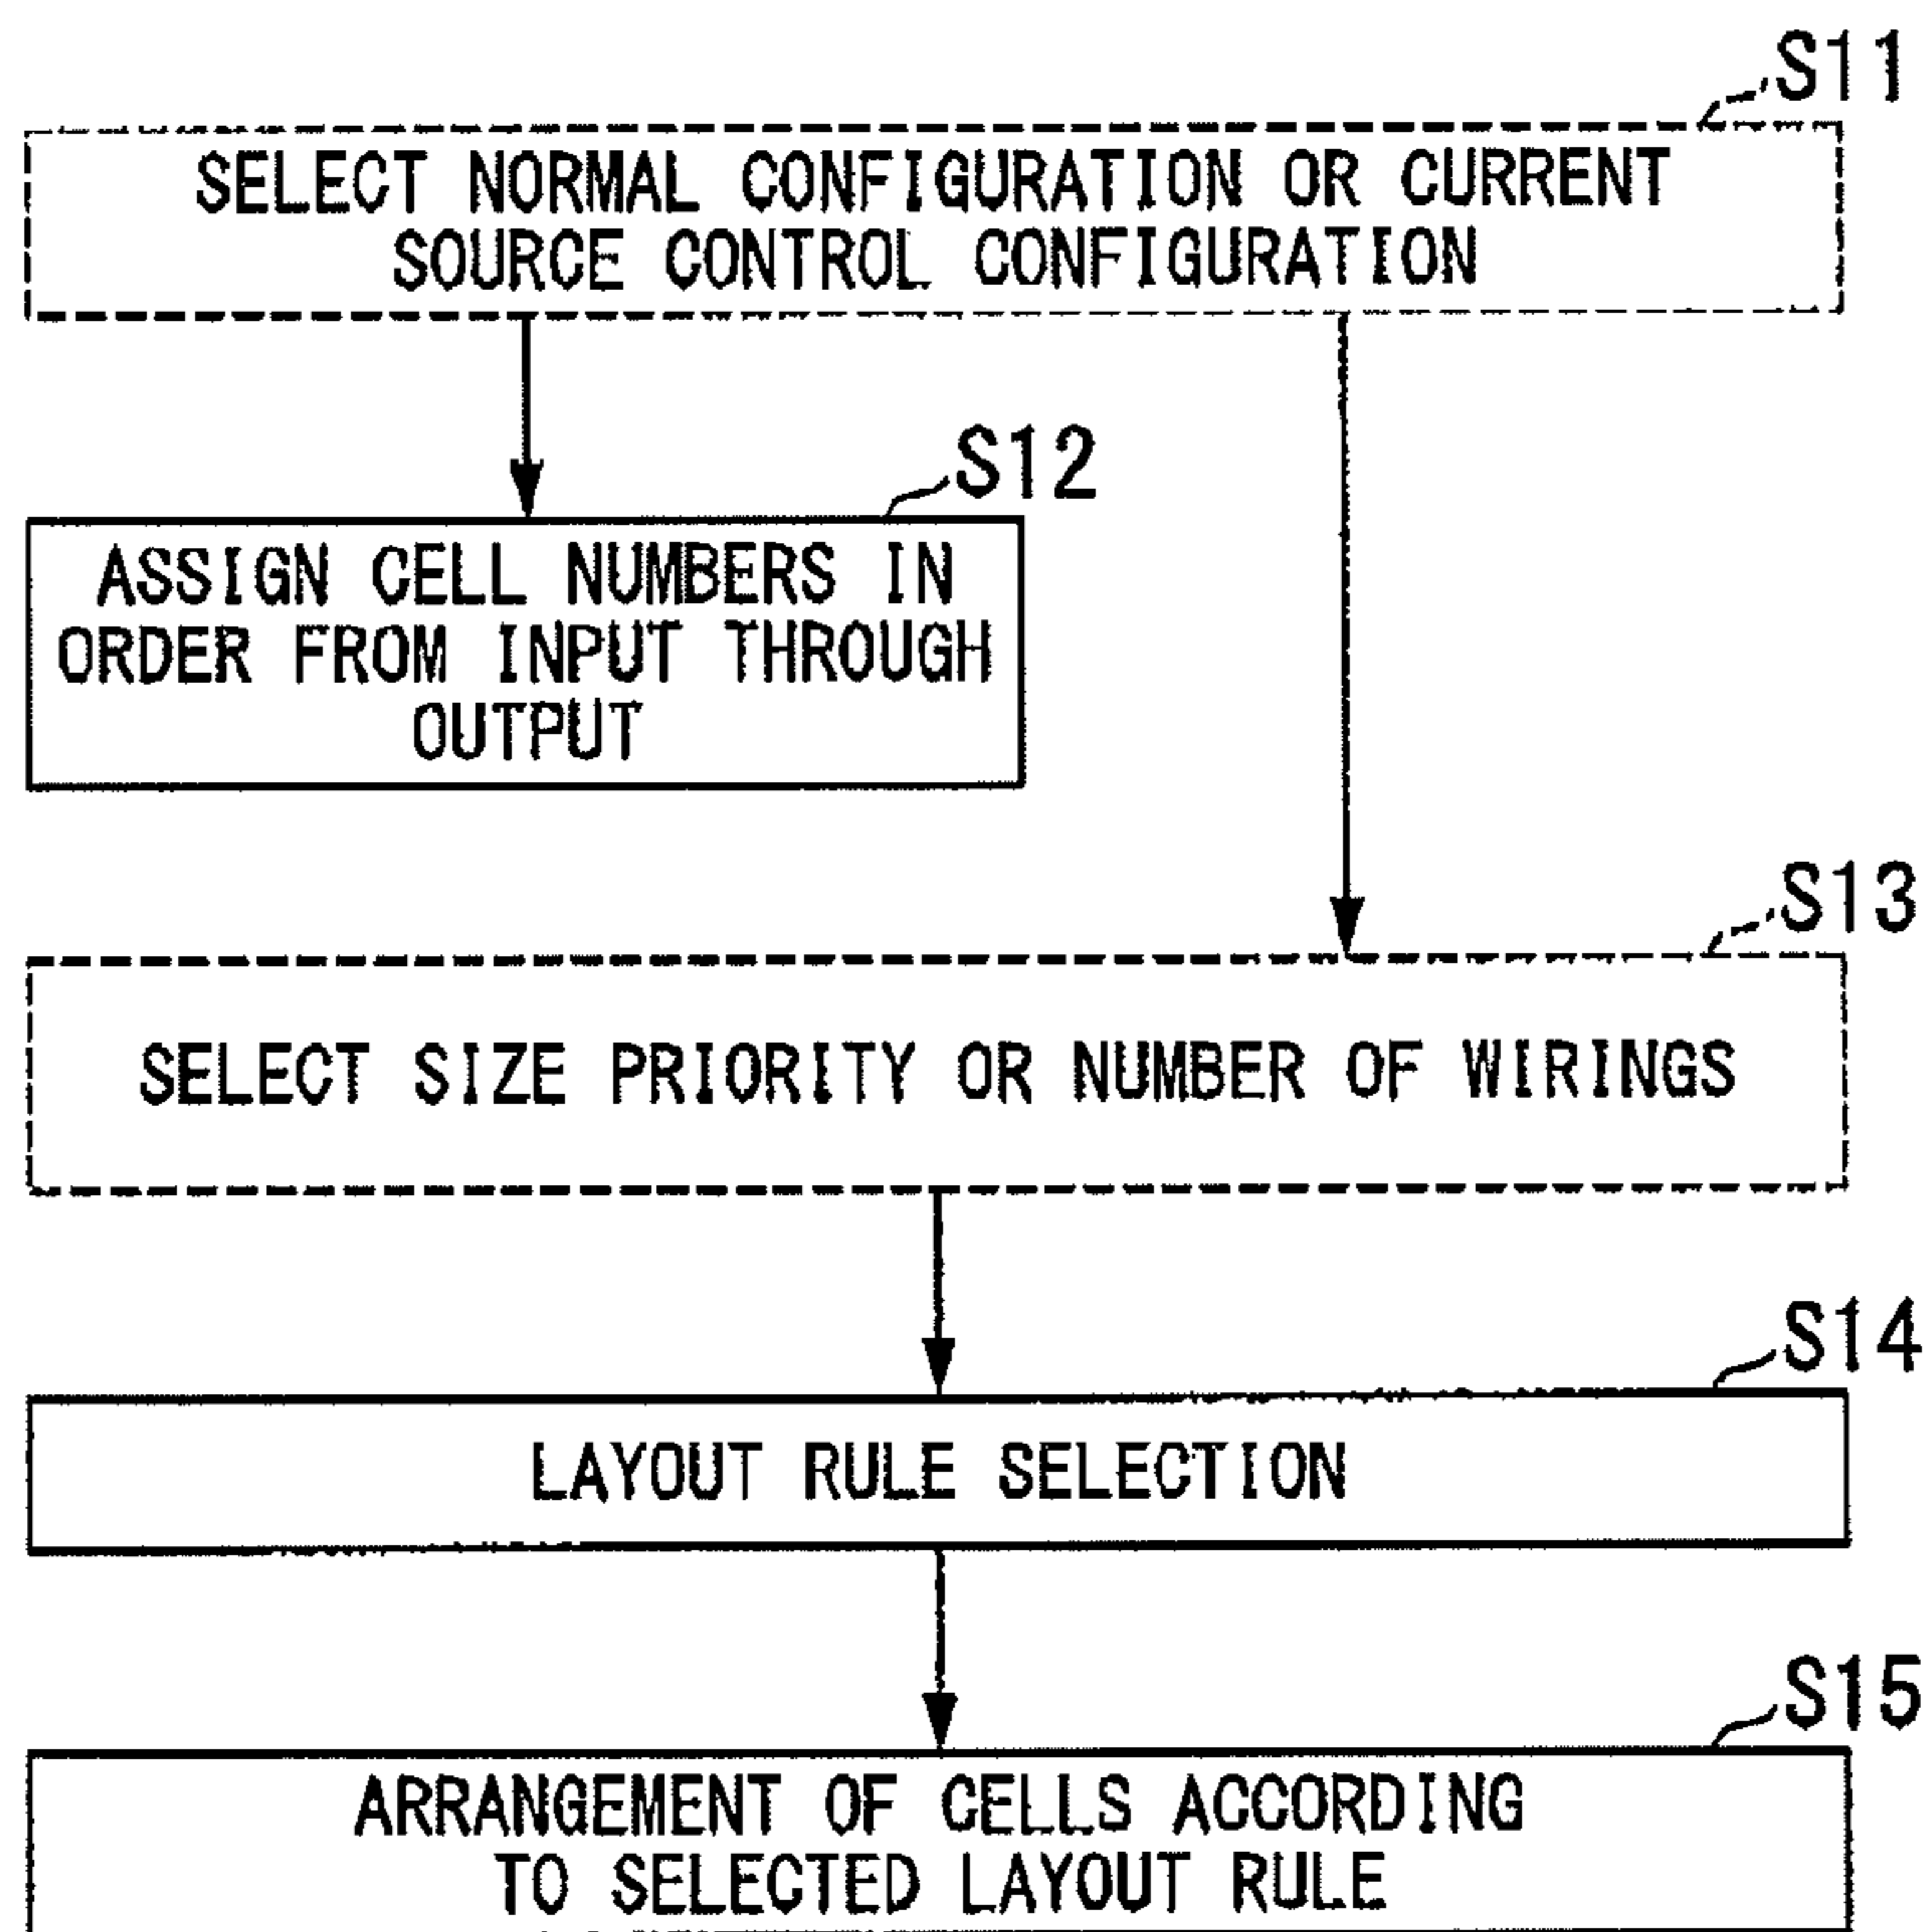 S11
SELECT NORMAL CONFIGURATION OR CURRENT
SOURCE CONTROL CONFIGURATION
S12
ASSIGN CELL NUMBERS IN
ORDER FROM INPUT THROUGH
OUTPUT
S13
SELECT SIZE PRIORITY OR NUMBER OF WIRINGS
S14
LAYOUT RULE SELECTION
S15
ARRANGEMENT OF CELLS ACCORDING
TO SELECTED LAYOUT RULE